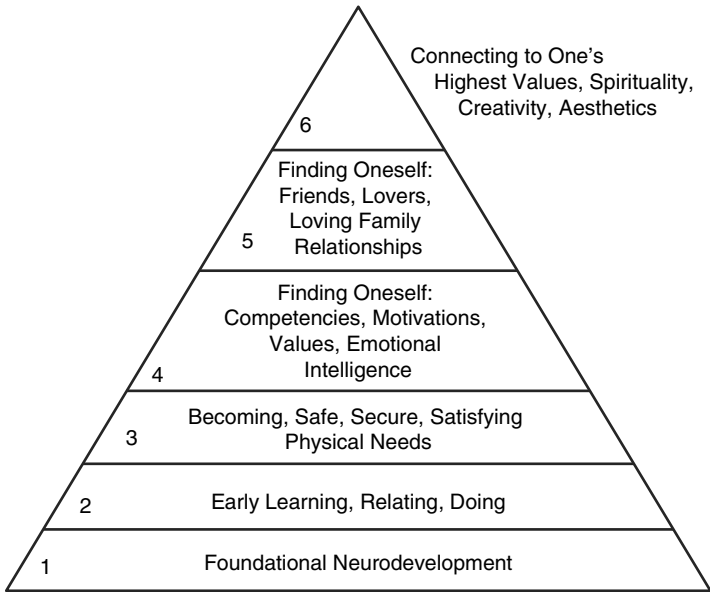 Connecting to One's
Highest Values, Spirituality,
Creativity, Aesthetics
6
Finding Oneself:
Friends, Lovers,
Loving Family
Relationships
5
Finding Oneself:
Competencies, Motivations,
Values, Emotional
Intelligence
4
Becoming, Safe, Secure, Satisfying
Physical Needs
3
Early Learning, Relating, Doing
2
Foundational Neurodevelopment
1